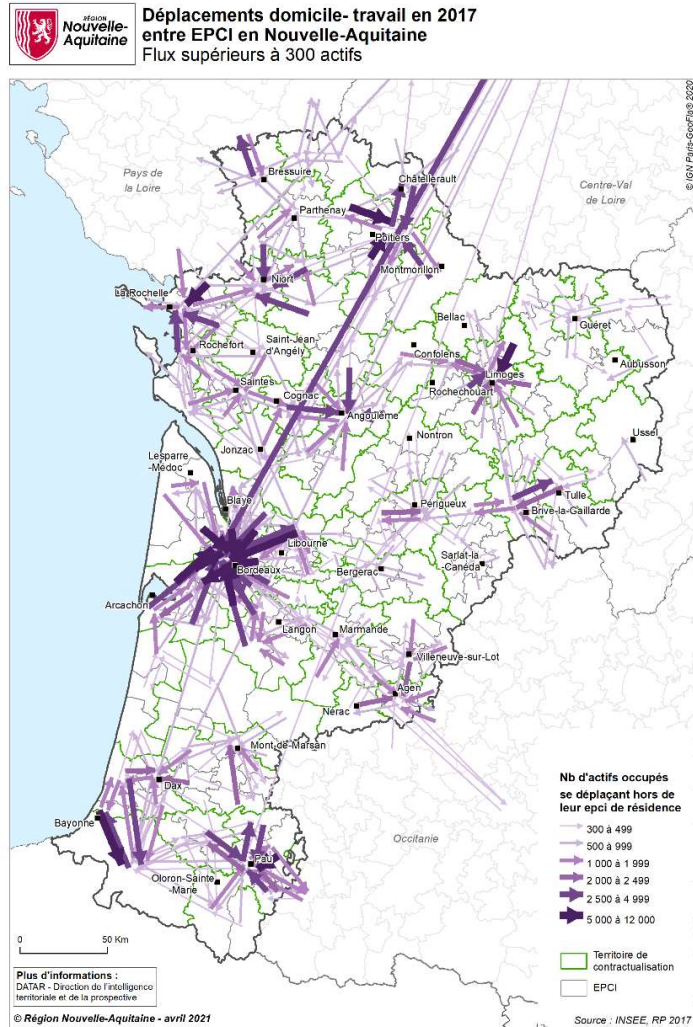 RÉGION
Nouvelle-
Aquitaine
Déplacements domicile- travail en 2017
entre EPCI en Nouvelle-Aquitaine
Flux supérieurs à 300 actifs
© IGN Paris-GeoFla® 2020
Pays de
la Loire
Centre-Val
de Loire
Bressuire
Châtellerault
Parthenay
Poitiers
Montmorillon
Niort
La Rochelle
Bellac
Guéret
Rochefort
Saint-Jean
d'Angély
Confolens
Aubusson
Limoges
Rochechouart
Saintes
Cognac
Angoulême
Nontron
Ussel
Jonzac
Lesparre
-Médoc
Blaye
Périgueux
Tulle
Brive-la-Gaillarde
Libourne
Bordeaux
Bergerac
Sarlat-la
-Canéda
Arcachon
Langon
Marmande
Villeneuve-sur-Lot
Agen
Nérac
Mont-de-Marsan
Dax
Bayonne
Pau
Oloron-Sainte
-Marie
Occitanie
Nb d'actifs occupés
se déplaçant hors de
leur epci de résidence
300 à 499
500 à 999
1 000 à 1 999
2 000 à 2 499
2 500 à 4 999
5 000 à 12 000
Territoire de
contractualisation
EPCI
0
50 Km
Plus d'informations :
DATAR - Direction de l'intelligence
territoriale et de la prospective
© Région Nouvelle-Aquitaine - avril 2021
Source : INSEE, RP 2017